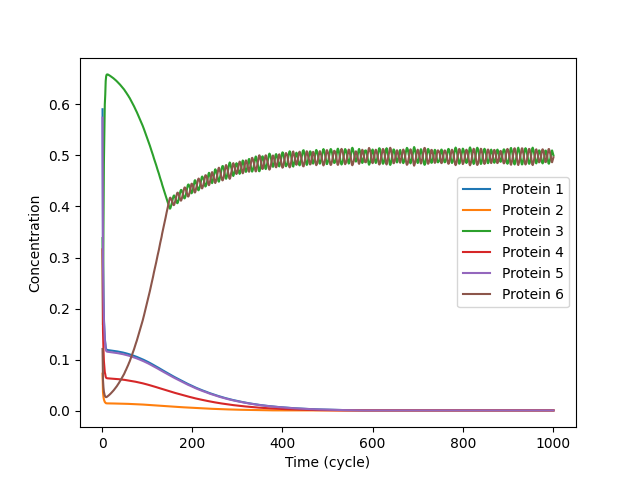 0.6
0.5
0.4
0.3
0.2
0.1
0.0
Concentration
Protein 1
Protein 2
Protein 3
Protein 4
Protein 5
Protein 6
0 200 400 600 800 1000
Time (cycle)